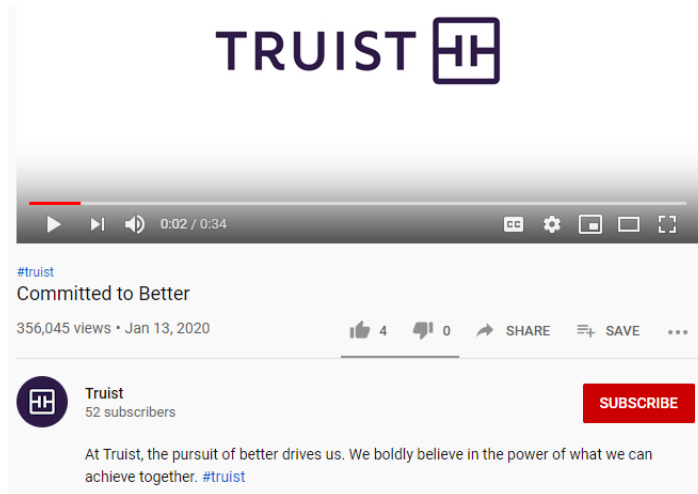 TRUIST
0:02 / 0:34
CC
#truist
Committed to Better
356,045 views • Jan 13, 2020
4
0
SHARE
SAVE
Truist
52 subscribers
SUBSCRIBE
At Truist, the pursuit of better drives us. We boldly believe in the power of what we can
achieve together. #truist